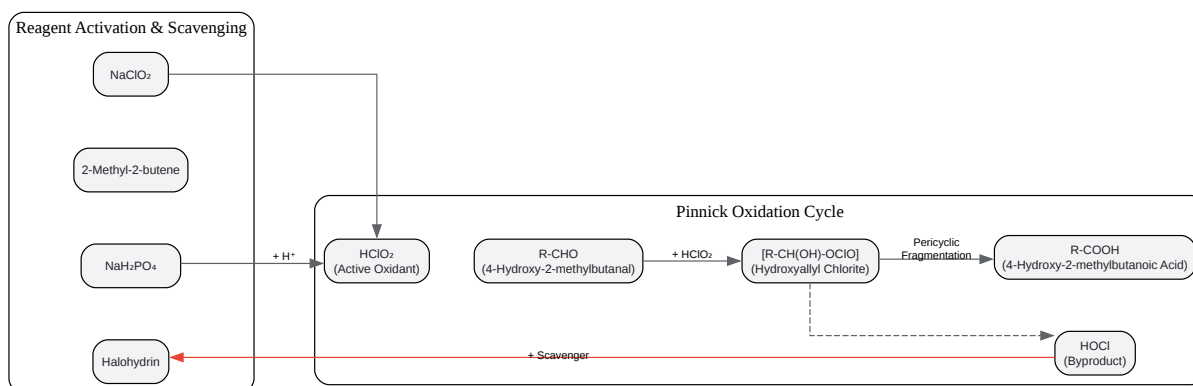 Reagent Activation & Scavenging
NaClO₂
2-Methyl-2-butene
NaH₂PO₄
Halohydrin
+ H⁺
Pinnick Oxidation Cycle
HClO₂
(Active Oxidant)
R-CHO
(4-Hydroxy-2-methylbutanal)
+ HClO₂
[R-CH(OH)-OClO]
(Hydroxyallyl Chlorite)
Pericyclic
Fragmentation
R-COOH
(4-Hydroxy-2-methylbutanoic Acid)
HOCl
(Byproduct)
+ Scavenger